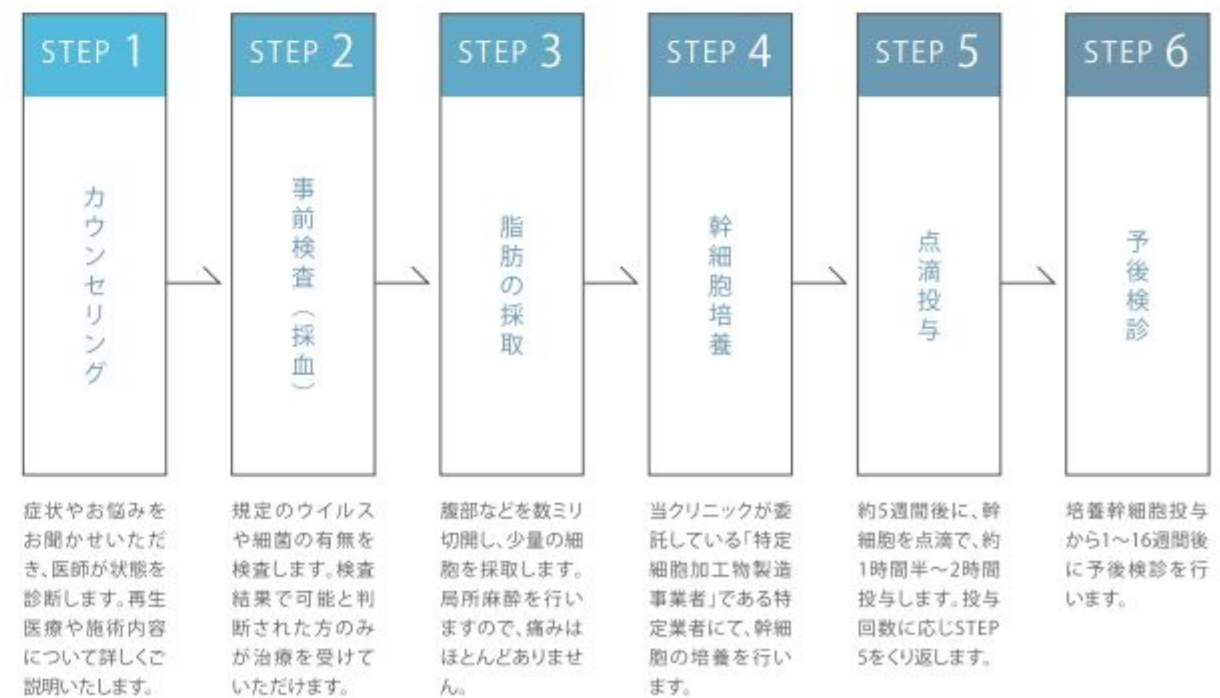 STEP 1
カウンセリング
症状やお悩みを
お聞かせいただ
き、医師が状態を
診断します。再生
医療や施術内容
について詳しくご
説明いたします。
STEP 2
事前検査（採血）
規定のウイルス
や細菌の有無を
検査します。検査
結果で可能と判
断された方のみ
が治療を受けて
いただけます。
STEP 3
脂肪の採取
腹部などを数ミリ
切開し、少量の細
胞を採取します。
局所麻酔を行い
ますので、痛みは
ほとんどありませ
ん。
STEP 4
幹細胞培養
当クリニックが委
託している「特定
細胞加工物製造
事業者」である特
定業者にて、幹細
胞の培養を行い
ます。
STEP 5
点滴投与
約5週間後に、幹
細胞を点滴で、約
1時間半〜2時間
投与します。投与
回数に応じSTEP
5をくり返します。
STEP 6
予後検診
培養幹細胞投与
から1〜16週間後
に予後検診を行
います。